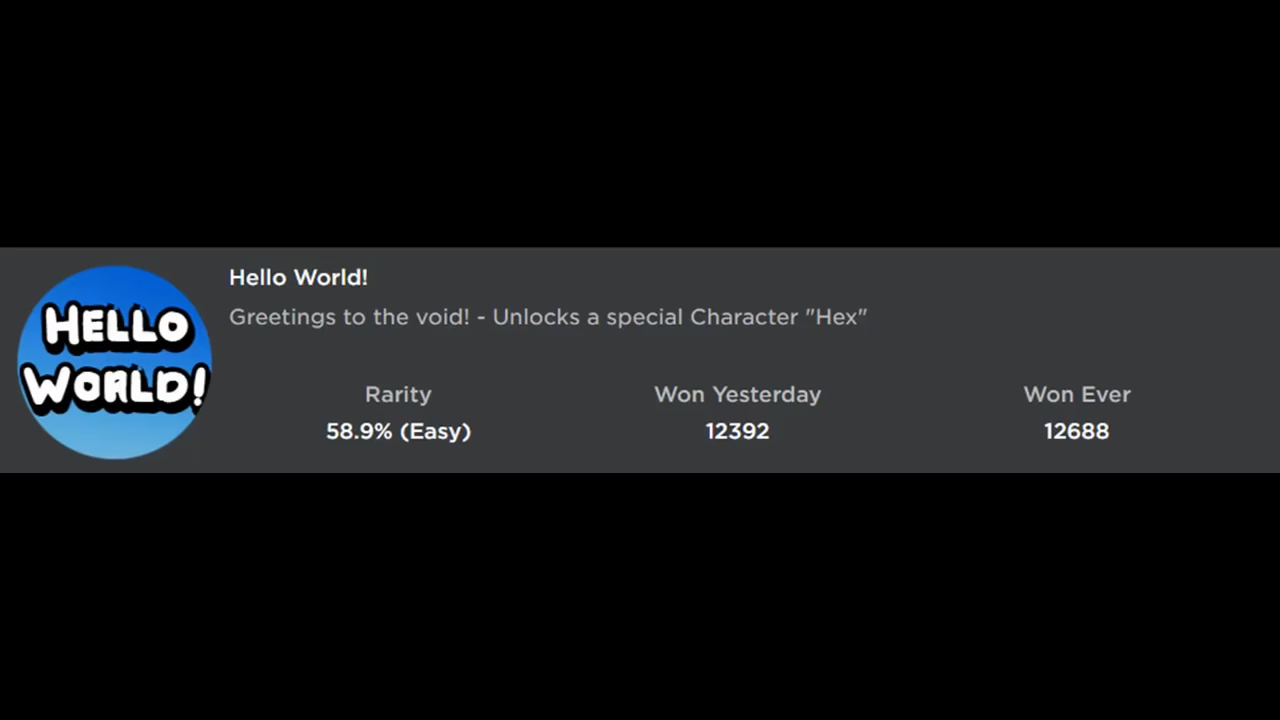 HELLO
WORLD!
Hello World!
Greetings to the void! - Unlocks a special Character "Hex"
Rarity Won Yesterday Won Ever
58.9% (Easy) 12392 12688